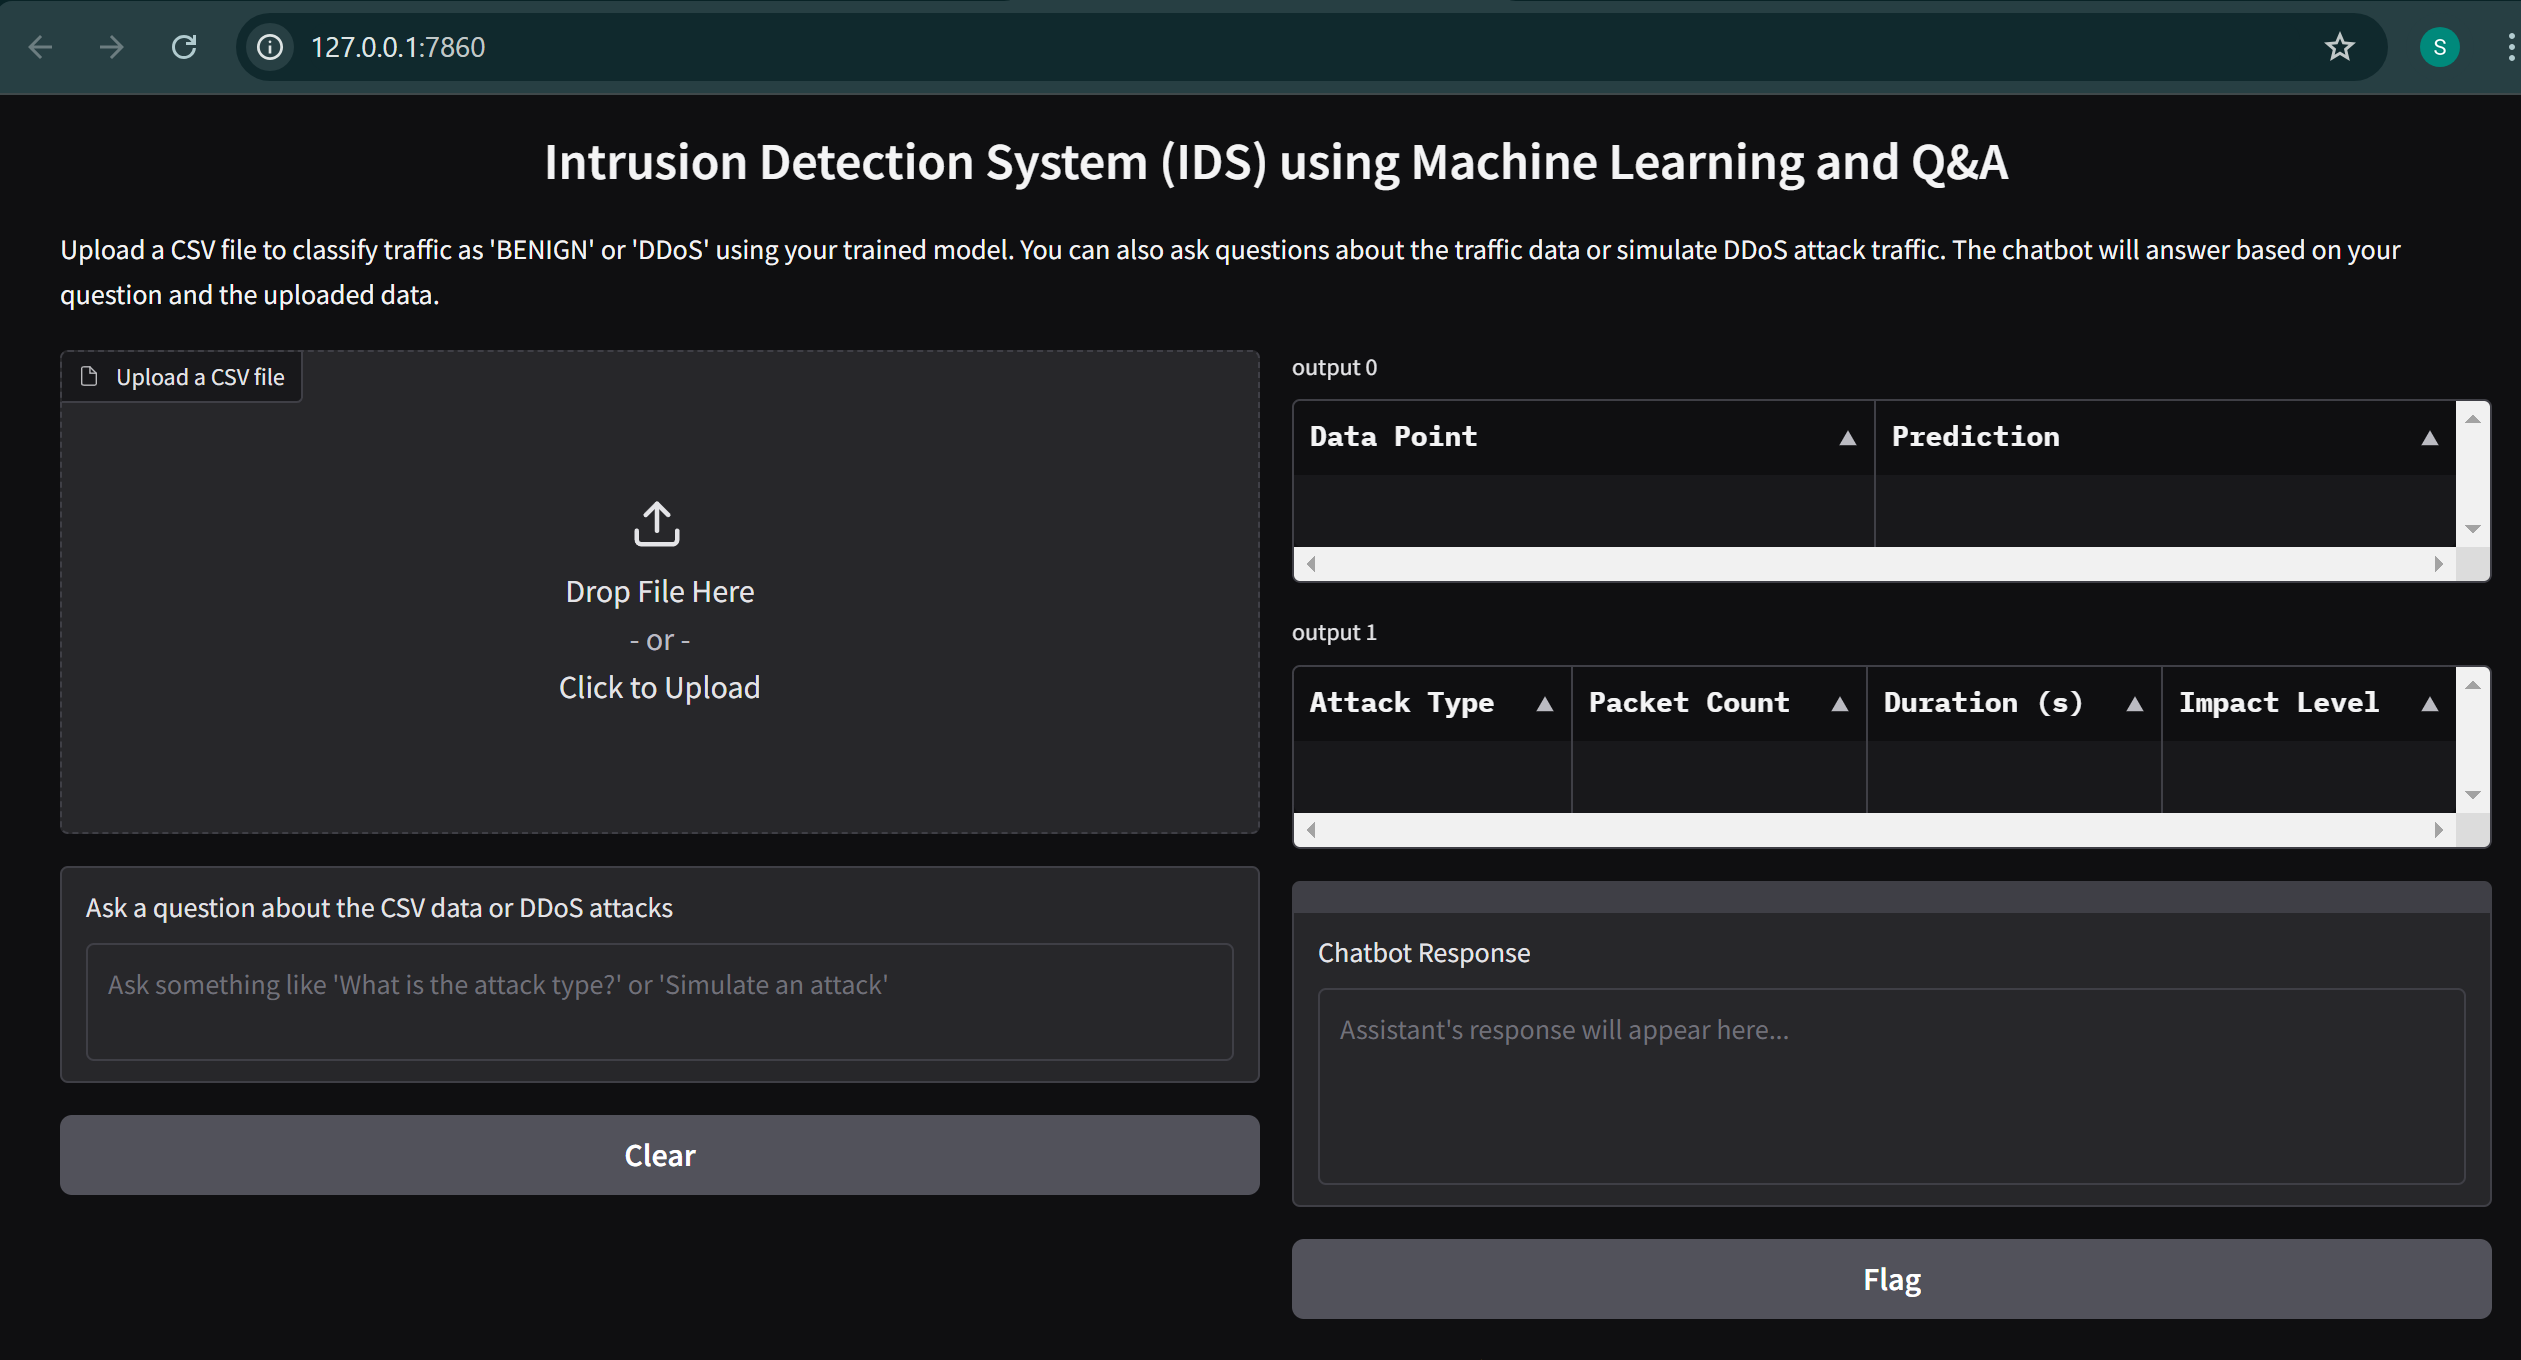 127.0.0.1:7860
S
Intrusion Detection System (IDS) using Machine Learning and Q&A
Upload a CSV file to classify traffic as 'BENIGN' or 'DDoS' using your trained model. You can also ask questions about the traffic data or simulate DDoS attack traffic. The chatbot will answer based on your
question and the uploaded data.
Upload a CSV file
Drop File Here
- or -
Click to Upload
Ask a question about the CSV data or DDoS attacks
Ask something like 'What is the attack type?' or 'Simulate an attack'
Clear
output 0
Data Point Prediction
output 1
Attack Type Packet Count Duration (s) Impact Level
Chatbot Response
Assistant's response will appear here...
Flag